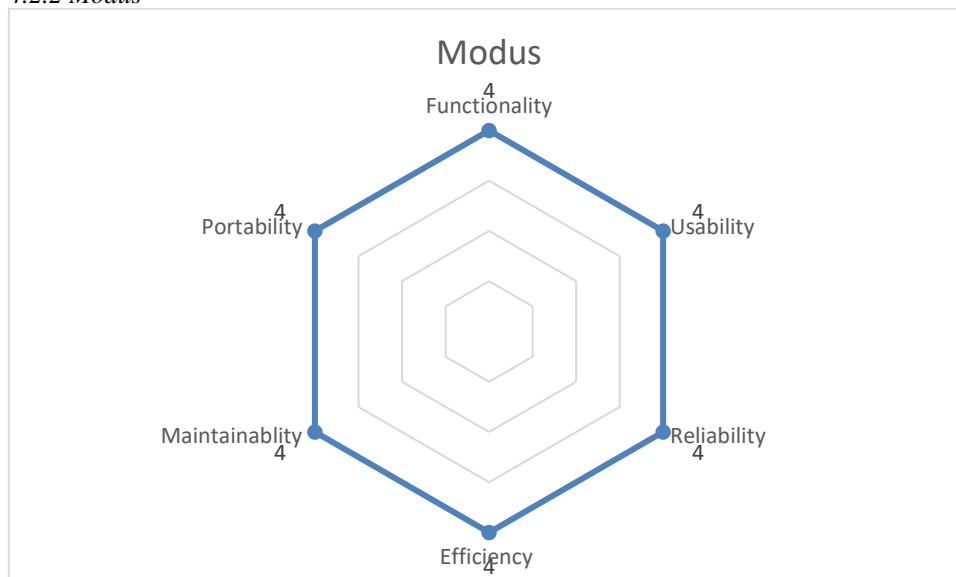 4.2.2 Modus
Modus
4
Functionality
4
Usability
4
Reliability
Efficiency
4
Maintainablity
4
4
Portability